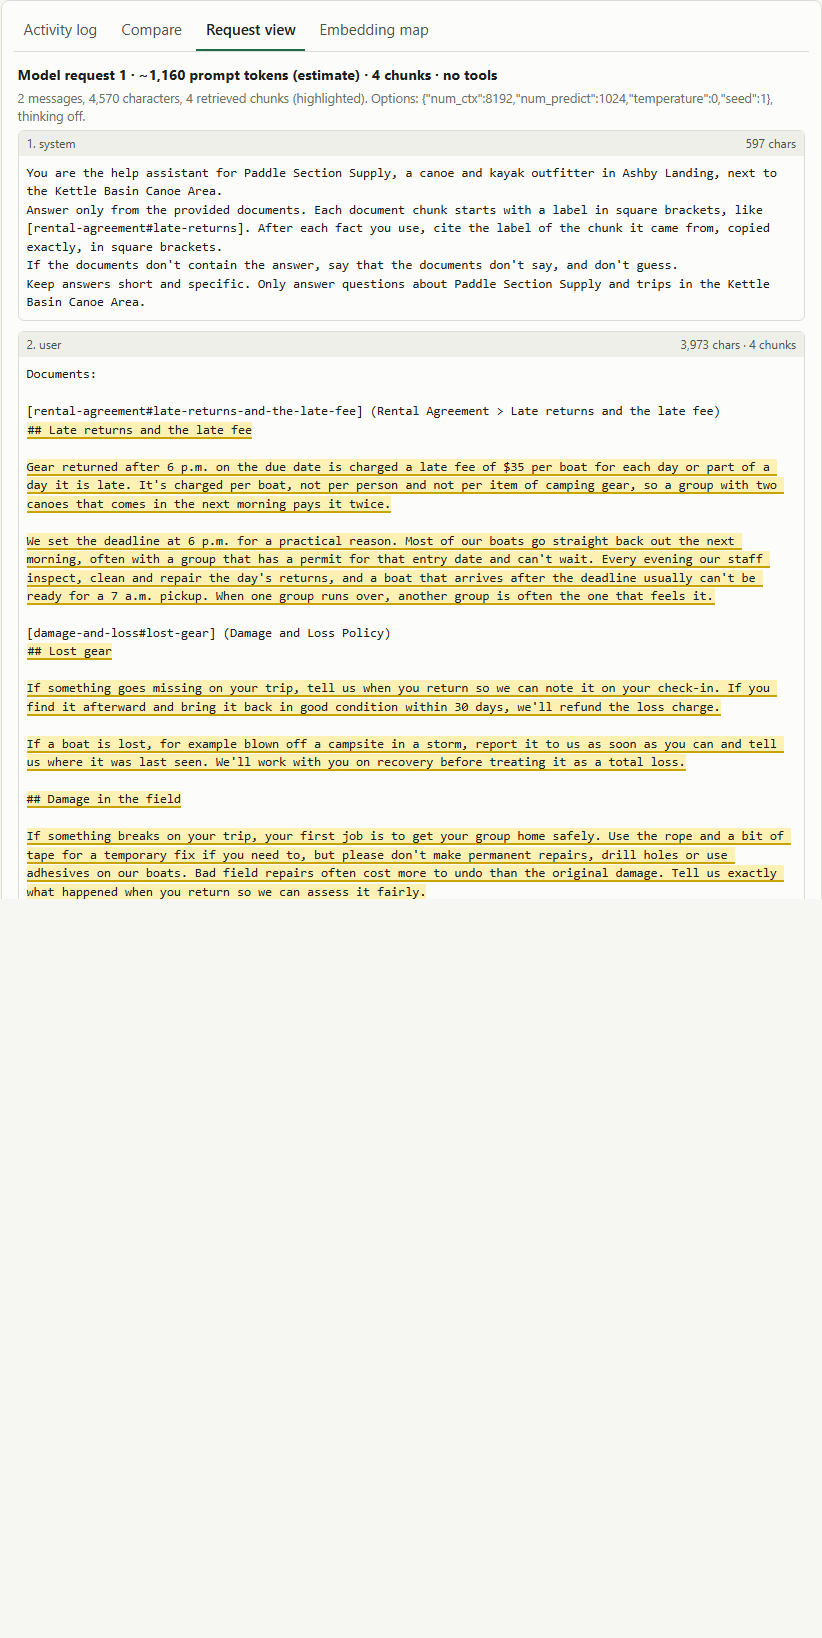 Activity log Compare Request view Embedding map
Model request 1 · ~1,160 prompt tokens (estimate) · 4 chunks · no tools
2 messages, 4,570 characters, 4 retrieved chunks (highlighted). Options: {"num_ctx":8192,"num_predict":1024,"temperature":0,"seed":1},
thinking off.
1. system 597 chars
You are the help assistant for Paddle Section Supply, a canoe and kayak outfitter in Ashby Landing, next to
the Kettle Basin Canoe Area.
Answer only from the provided documents. Each document chunk starts with a label in square brackets, like
[rental-agreement#late-returns]. After each fact you use, cite the label of the chunk it came from, copied
exactly, in square brackets.
If the documents don't contain the answer, say that the documents don't say, and don't guess.
Keep answers short and specific. Only answer questions about Paddle Section Supply and trips in the Kettle
Basin Canoe Area.
2. user 3,973 chars · 4 chunks
Documents:
[rental-agreement#late-returns-and-the-late-fee] (Rental Agreement > Late returns and the late fee)
## Late returns and the late fee
Gear returned after 6 p.m. on the due date is charged a late fee of $35 per boat for each day or part of a
day it is late. It's charged per boat, not per person and not per item of camping gear, so a group with two
canoes that comes in the next morning pays it twice.
We set the deadline at 6 p.m. for a practical reason. Most of our boats go straight back out the next
morning, often with a group that has a permit for that entry date and can't wait. Every evening our staff
inspect, clean and repair the day's returns, and a boat that arrives after the deadline usually can't be
ready for a 7 a.m. pickup. When one group runs over, another group is often the one that feels it.
[damage-and-loss#lost-gear] (Damage and Loss Policy)
## Lost gear
If something goes missing on your trip, tell us when you return so we can note it on your check-in. If you
find it afterward and bring it back in good condition within 30 days, we'll refund the loss charge.
If a boat is lost, for example blown off a campsite in a storm, report it to us as soon as you can and tell
us where it was last seen. We'll work with you on recovery before treating it as a total loss.
## Damage in the field
If something breaks on your trip, your first job is to get your group home safely. Use the rope and a bit of
tape for a temporary fix if you need to, but please don't make permanent repairs, drill holes or use
adhesives on our boats. Bad field repairs often cost more to undo than the original damage. Tell us exactly
what happened when you return so we can assess it fairly.